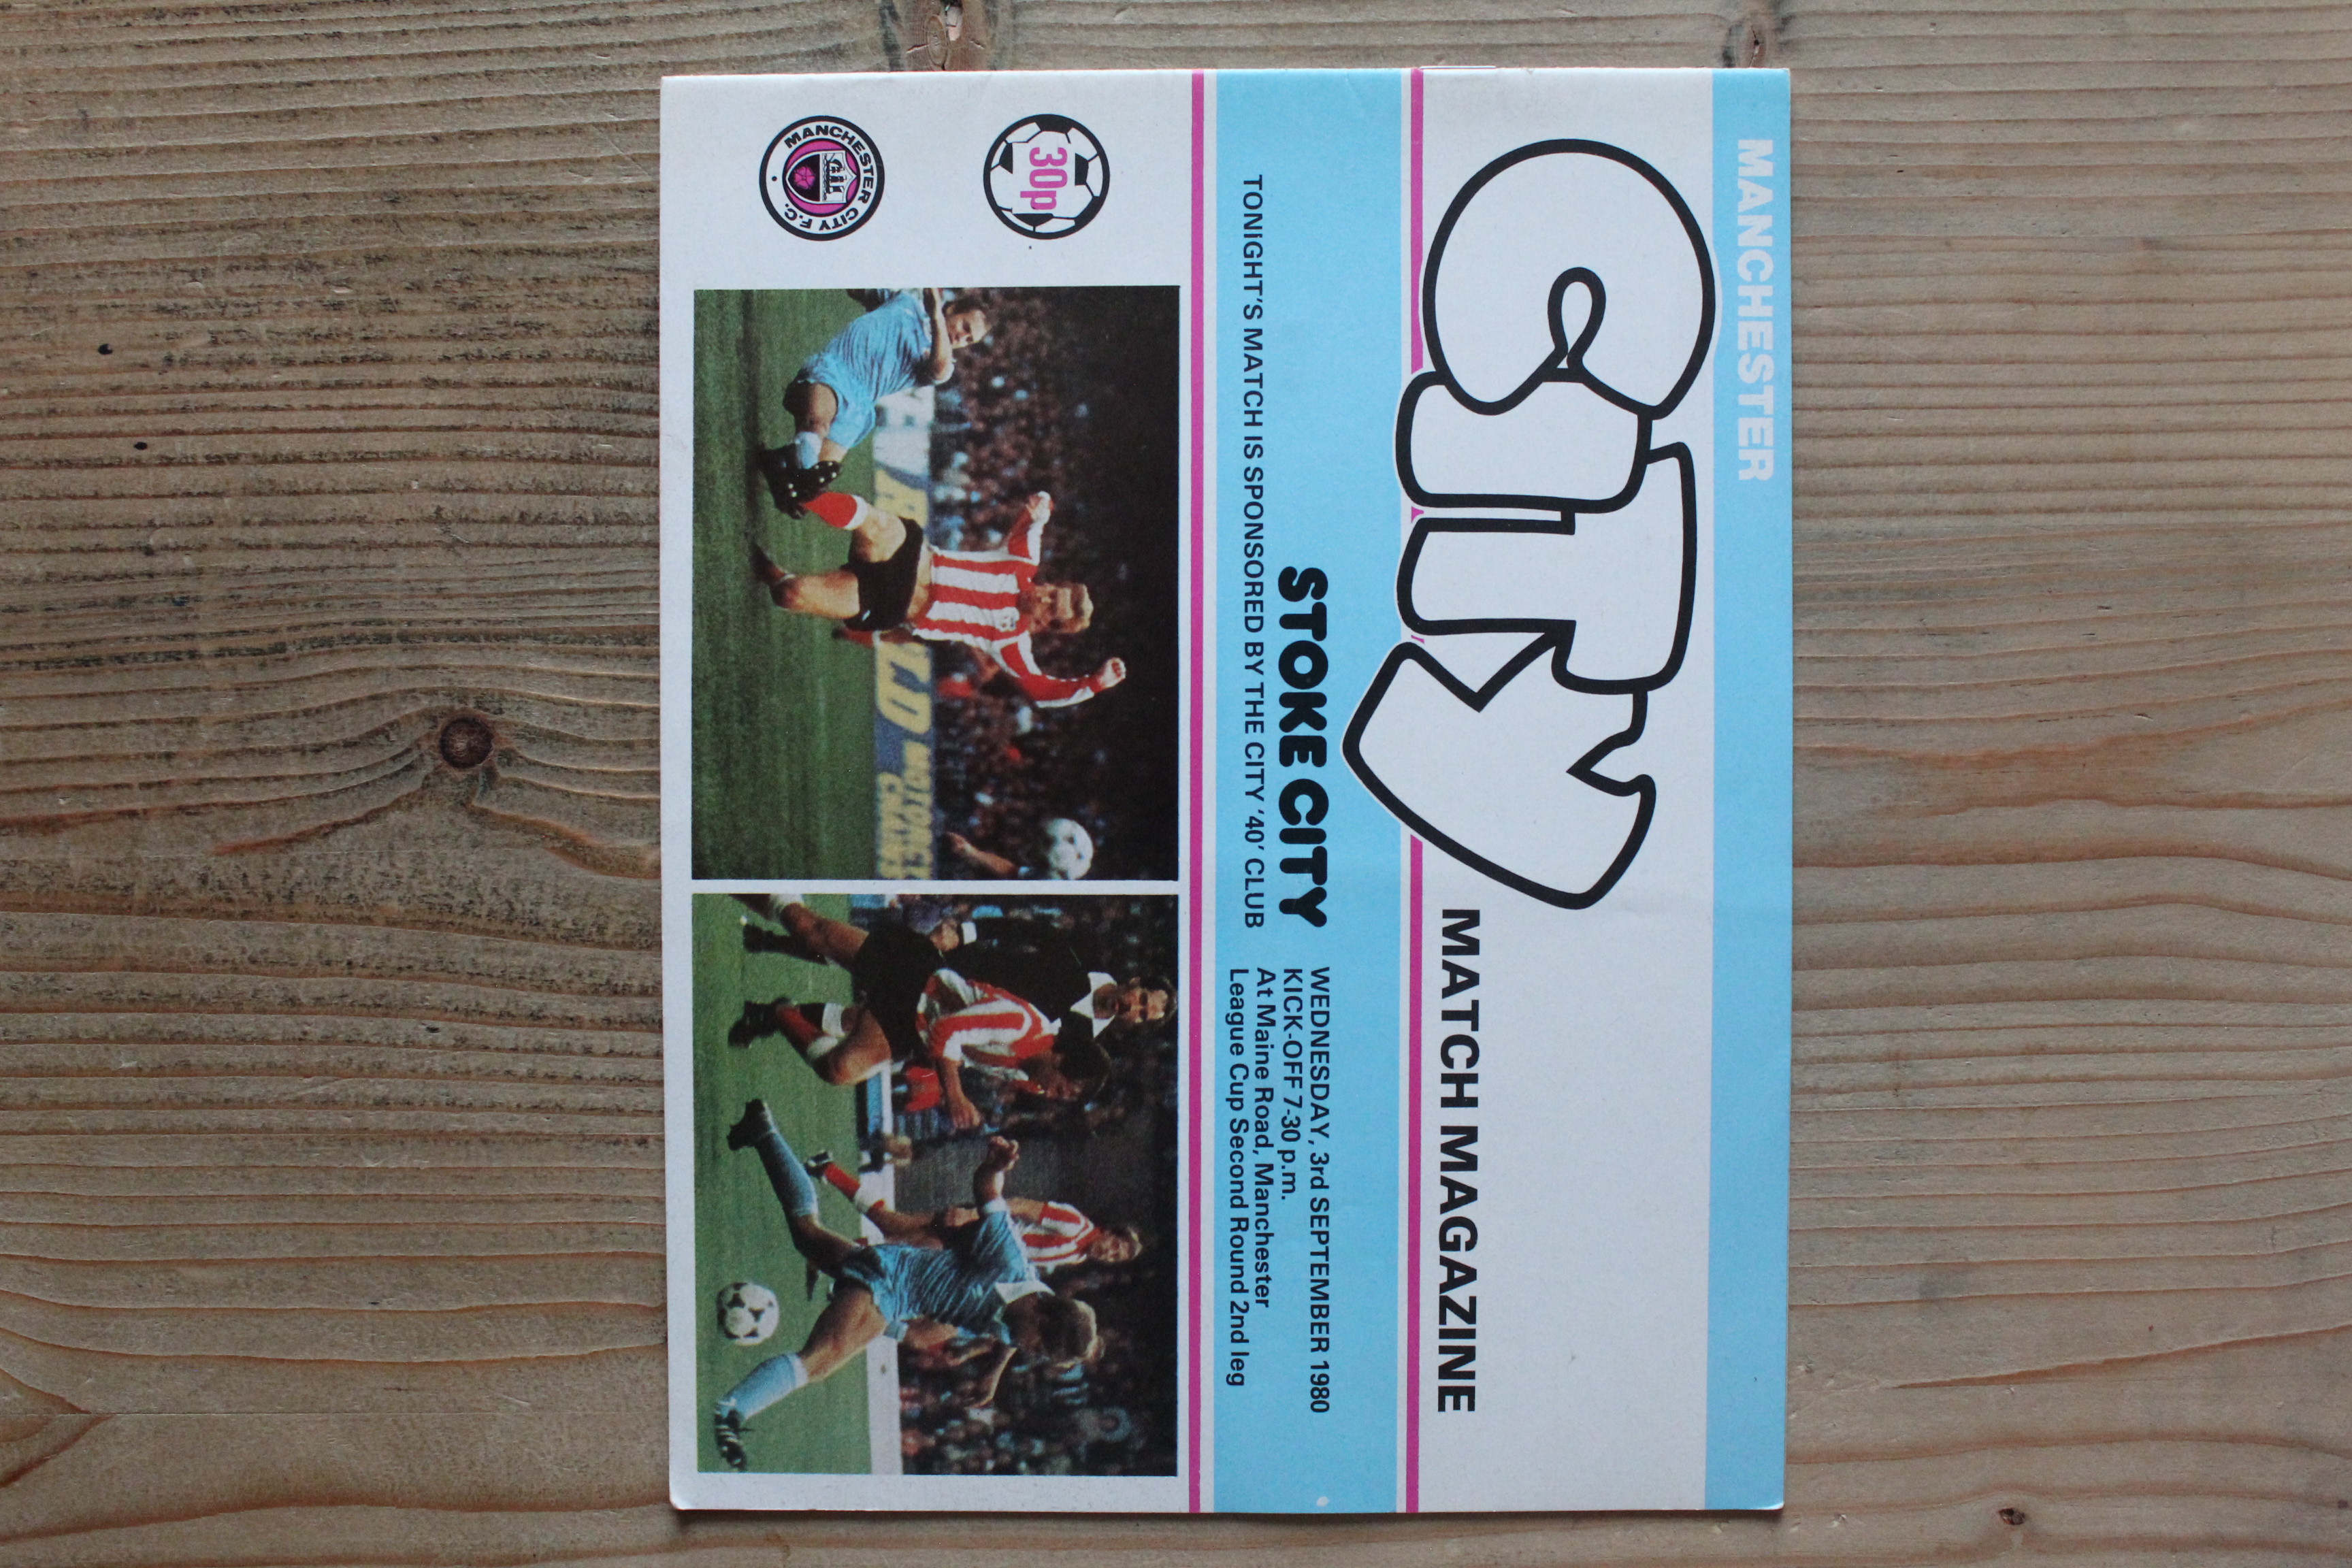 MANCHESTER
CITY
MATCH MAGAZINE
STOKE CITY
TONIGHT'S MATCH IS SPONSORED BY THE CITY '40' CLUB
WEDNESDAY, 3rd SEPTEMBER 1980
KICK-OFF 7-30 p.m.
At Maine Road, Manchester
League Cup Second Round 2nd leg
30p
MANCHESTER CITY F.C.